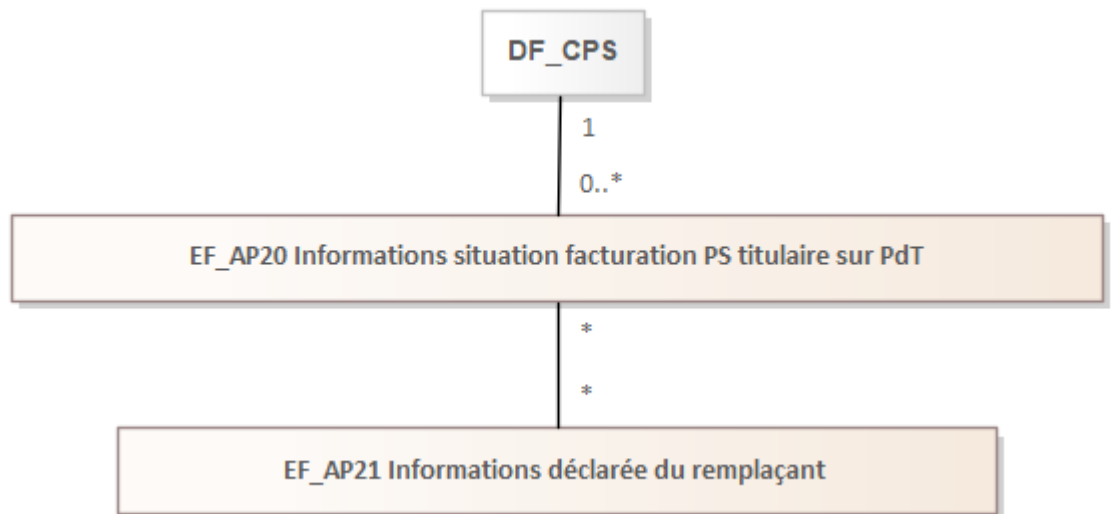 DF_CPS
1
0..*
EF_AP20 Informations situation facturation PS titulaire sur PdT
*
*
EF_AP21 Informations déclarée du remplaçant